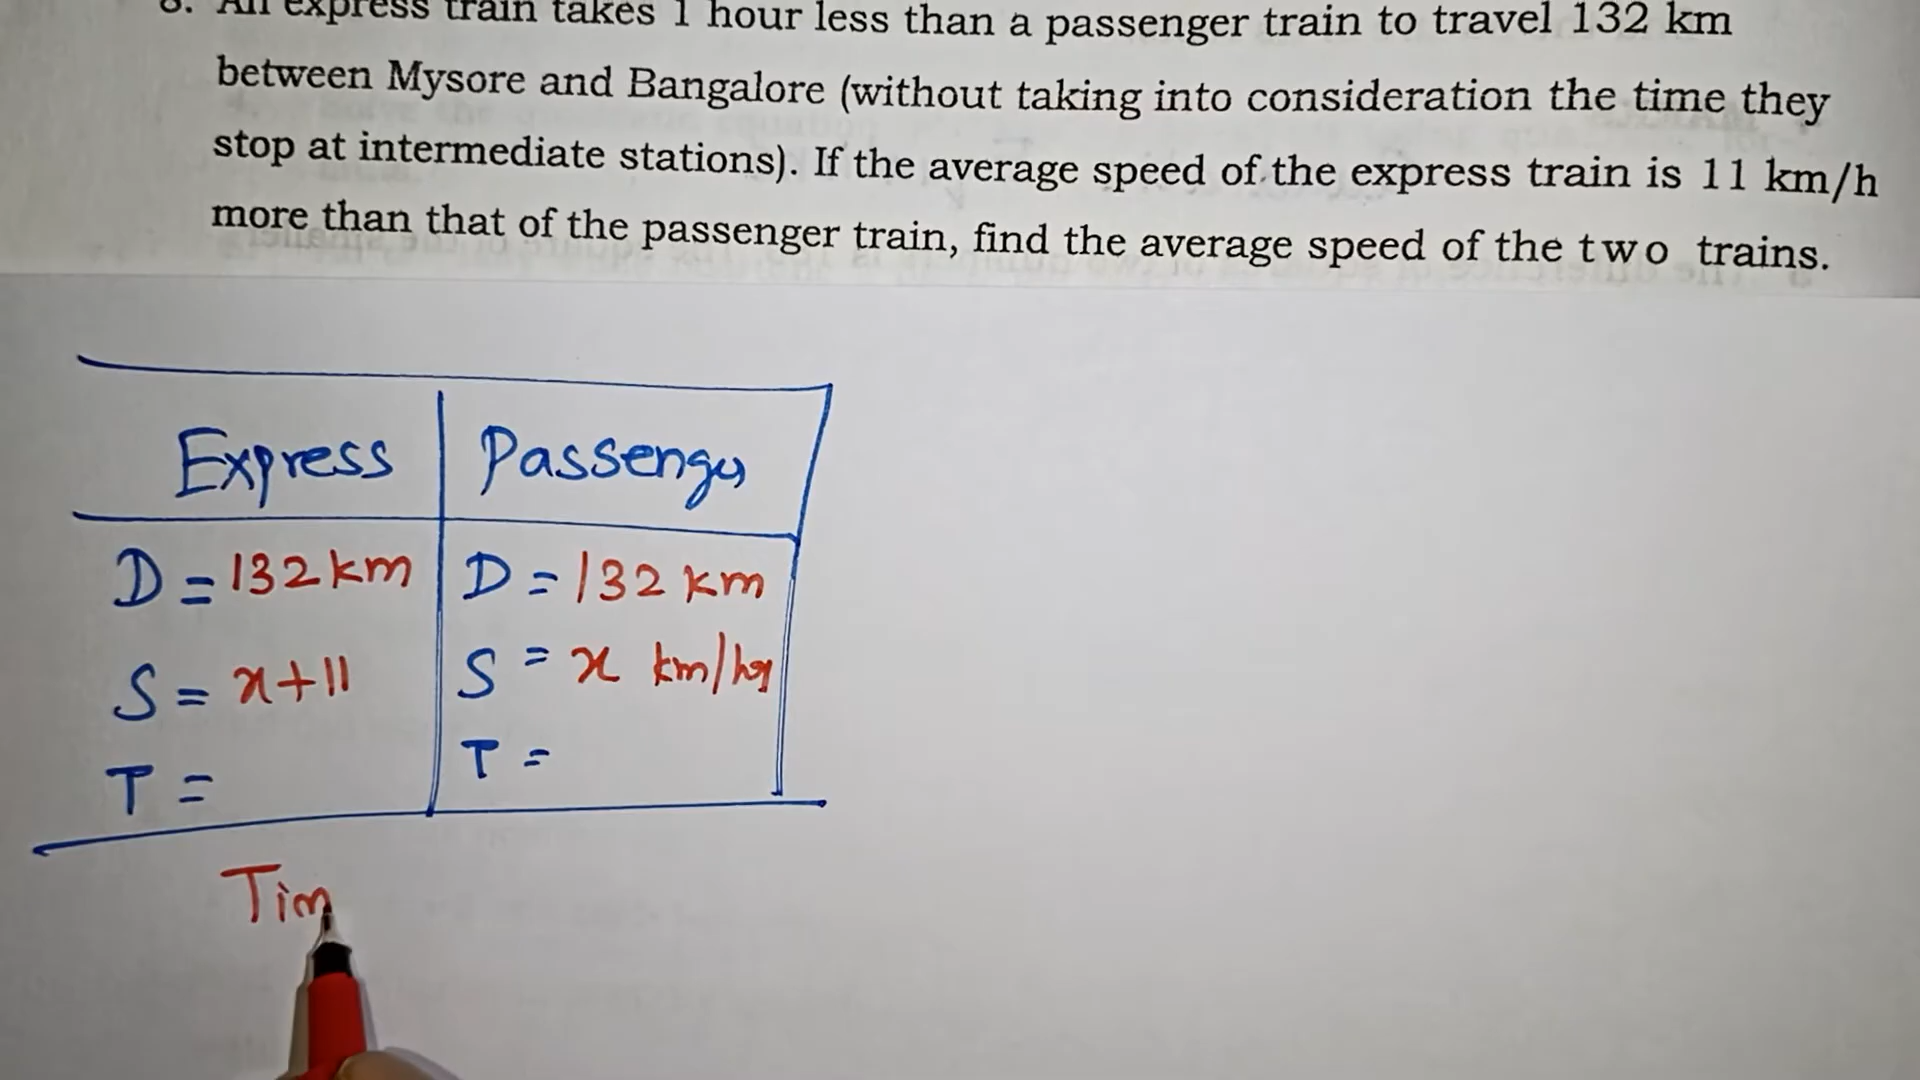 8. An express train takes 1 hour less than a passenger train to travel 132 km
between Mysore and Bangalore (without taking into consideration the time they
stop at intermediate stations). If the average speed of the express train is 11 km/h
more than that of the passenger train, find the average speed of the two trains.
Express Passenger
D = 132 km D = 132 km
S = x+11 S = x km/hr
T = T =
Tim